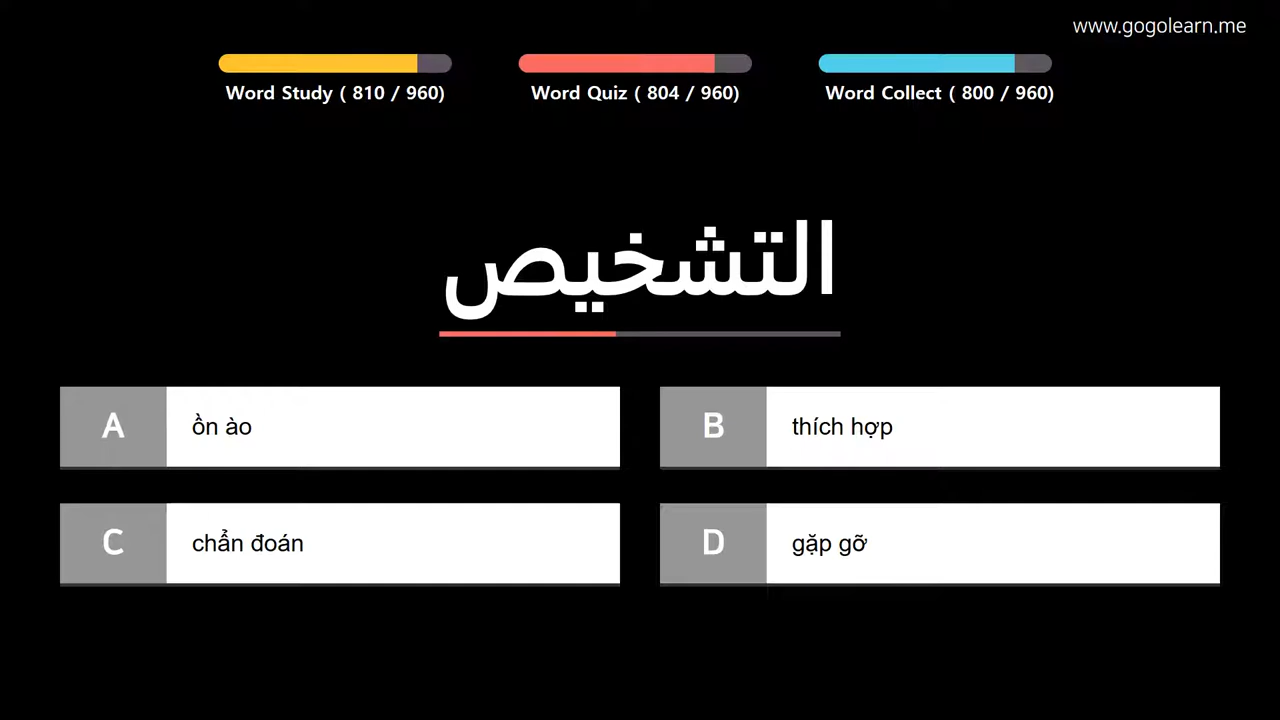 www.gogolearn.me
Word Study ( 810 / 960)
Word Quiz ( 804 / 960)
Word Collect ( 800 / 960)
التشخيص
A
ồn ào
B
thích hợp
C
chẩn đoán
D
gặp gỡ